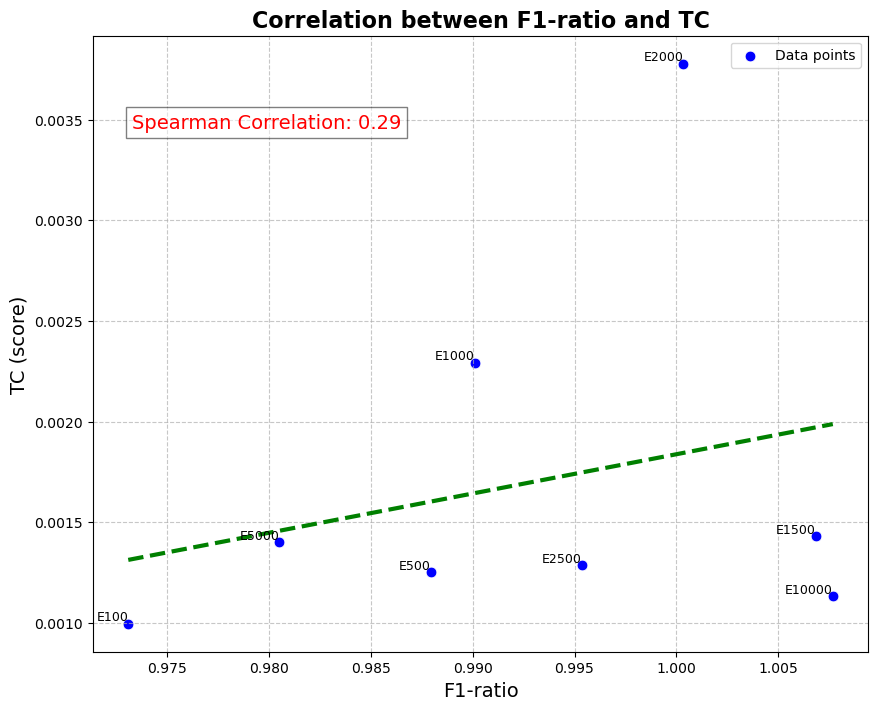 Correlation between F1-ratio and TC
Data points
Spearman Correlation: 0.29
E2000
E1000
E5000
E500
E2500
E1500
E10000
E100
TC (score)
0.0035
0.0030
0.0025
0.0020
0.0015
0.0010
0.975 0.980 0.985 0.990 0.995 1.000 1.005
F1-ratio